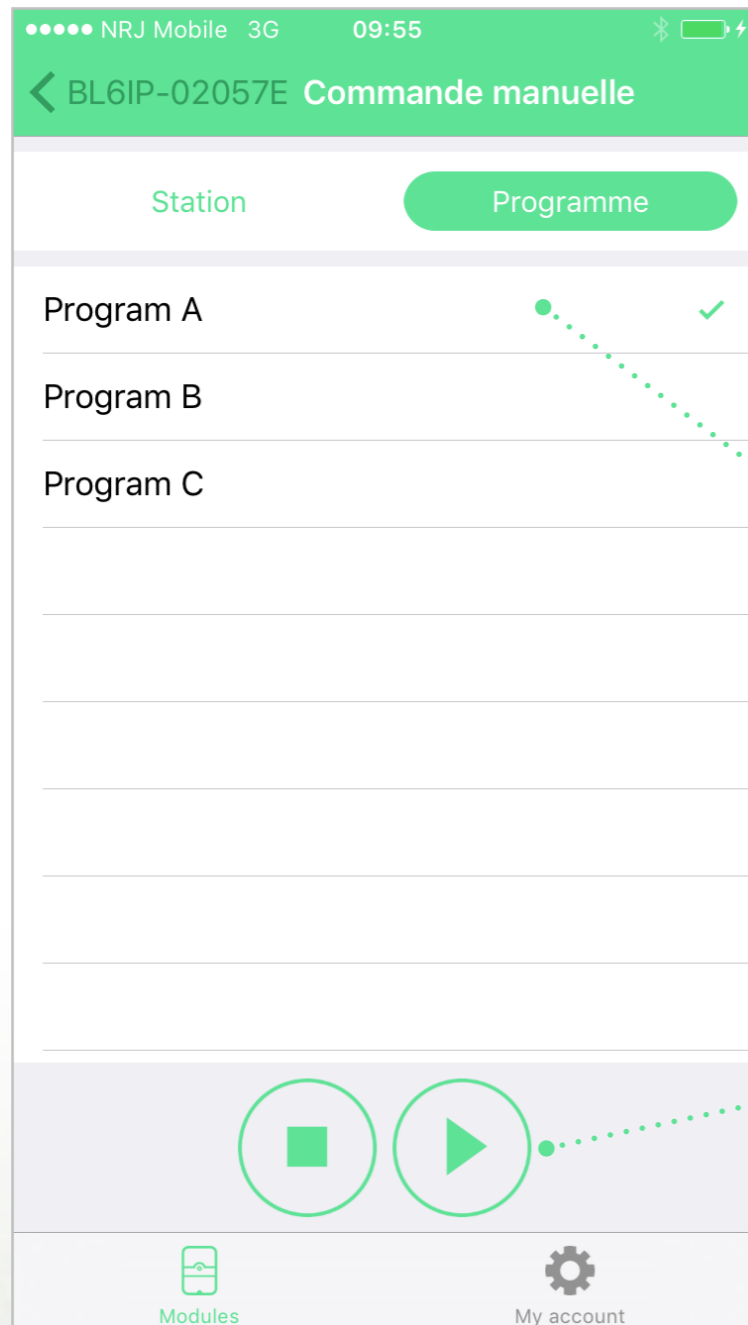 NRJ Mobile 3G 09:55
BL6IP-02057E Commande manuelle
Station Programme
Program A
Program B
Program C
Modules My account